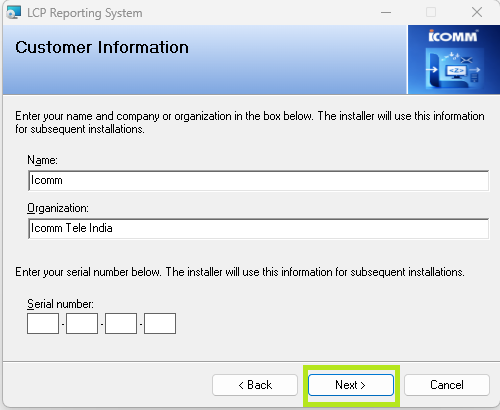 LCP Reporting System
Customer Information
ICOMM
<Z>
Enter your name and company or organization in the box below. The installer will use this information
for subsequent installations.
Name:
Icomm
Organization:
Icomm Tele India
Enter your serial number below. The installer will use this information for subsequent installations.
Serial number:
- - -
< Back
Next >
Cancel